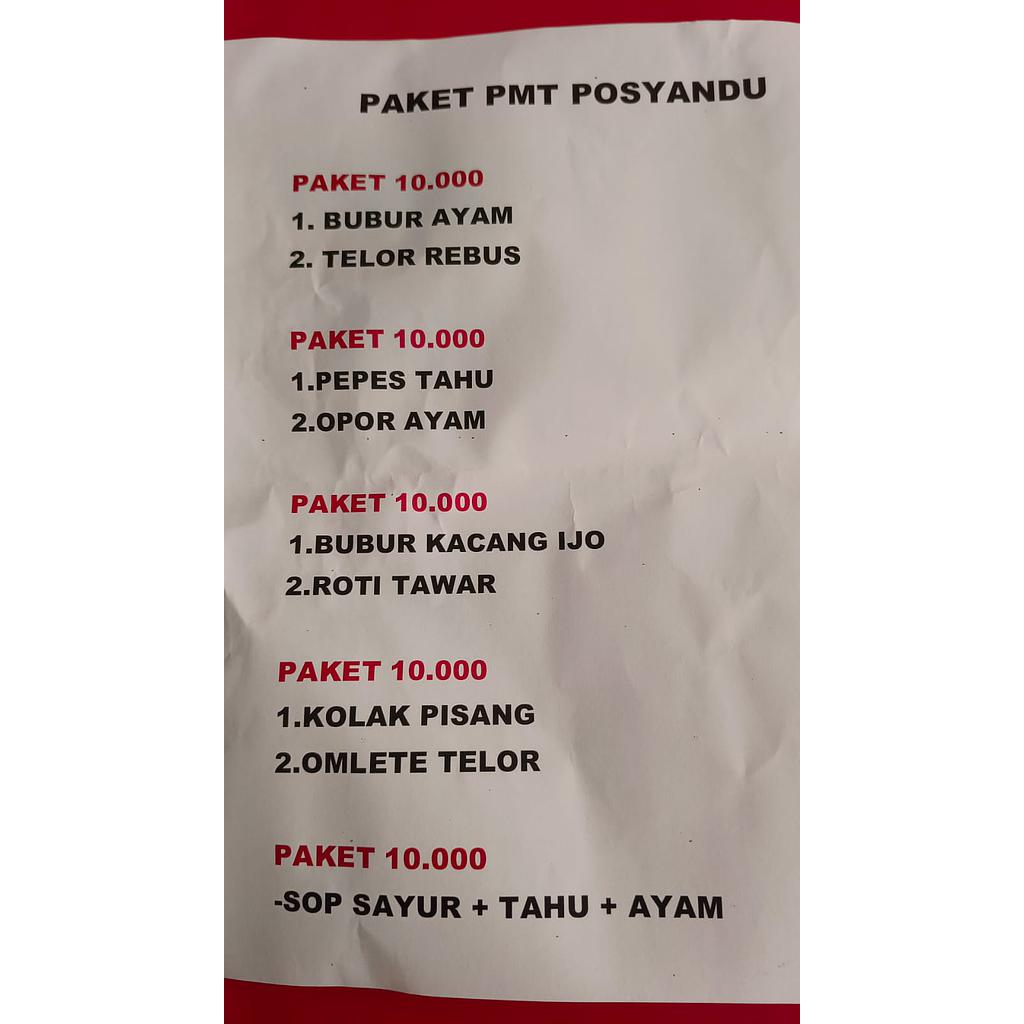 PAKET PMT POSYANDU
PAKET 10.000
1. BUBUR AYAM
2. TELOR REBUS
PAKET 10.000
1.PEPES TAHU
2.OPOR AYAM
PAKET 10.000
1.BUBUR KACANG IJO
2.ROTI TAWAR
PAKET 10.000
1.KOLAK PISANG
2.OMLETE TELOR
PAKET 10.000
-SOP SAYUR + TAHU + AYAM